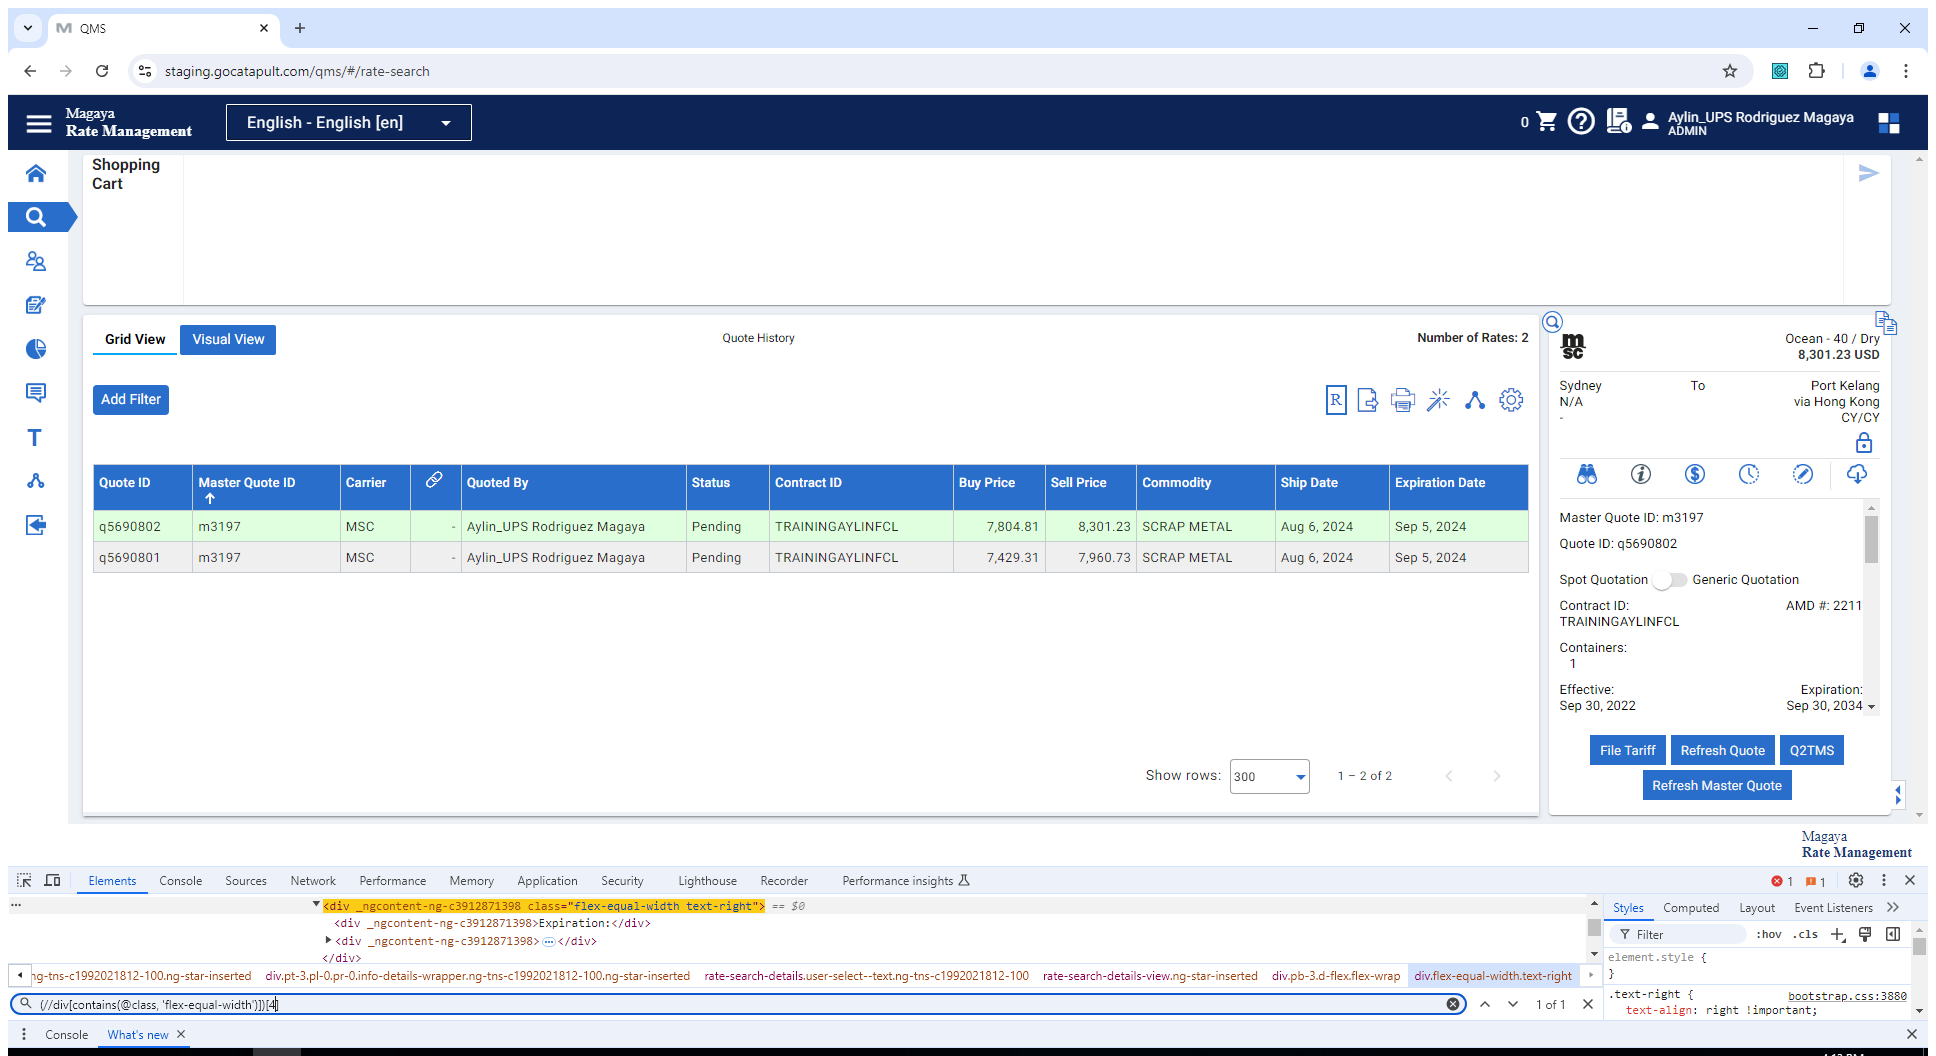 QMS
staging.gocatapult.com/qms/#/rate-search
Magaya
Rate Management
English - English [en]
0
Aylin_UPS Rodriguez Magaya
ADMIN
Shopping
Cart
Grid View
Visual View
Quote History
Number of Rates: 2
Add Filter
R
Quote ID Master Quote ID Carrier Quoted By Status Contract ID Buy Price Sell Price Commodity Ship Date Expiration Date
q5690802 m3197 MSC - Aylin_UPS Rodriguez Magaya Pending TRAININGAYLINFCL 7,804.81 8,301.23 SCRAP METAL Aug 6, 2024 Sep 5, 2024
q5690801 m3197 MSC - Aylin_UPS Rodriguez Magaya Pending TRAININGAYLINFCL 7,429.31 7,960.73 SCRAP METAL Aug 6, 2024 Sep 5, 2024
Show rows: 300 1 – 2 of 2
m
sc
Ocean - 40 / Dry
8,301.23 USD
Sydney To Port Kelang
N/A via Hong Kong
- CY/CY
Master Quote ID: m3197
Quote ID: q5690802
Spot Quotation Generic Quotation
Contract ID: AMD #: 2211
TRAININGAYLINFCL
Containers:
1
Effective: Expiration:
Sep 30, 2022 Sep 30, 2034
File Tariff Refresh Quote Q2TMS
Refresh Master Quote
Magaya
Rate Management
Elements Console Sources Network Performance Memory Application Security Lighthouse Recorder Performance insights 1 1
... <div _ngcontent-ng-c3912871398 class="flex-equal-width text-right"> == $0
<div _ngcontent-ng-c3912871398>Expiration:</div>
<div _ngcontent-ng-c3912871398>...</div>
</div>
ng-tns-c1992021812-100.ng-star-inserted div.pt-3.pl-0.pr-0.info-details-wrapper.ng-tns-c1992021812-100.ng-star-inserted rate-search-details.user-select--text.ng-tns-c1992021812-100 rate-search-details-view.ng-star-inserted div.pb-3.d-flex.flex-wrap div.flex-equal-width.text-right
(//div[contains(@class, 'flex-equal-width')])[4]
1 of 1
Styles Computed Layout Event Listeners
Filter :hov .cls
element.style {
}
.text-right { bootstrap.css:3880
text-align: right !important;
Console What's new